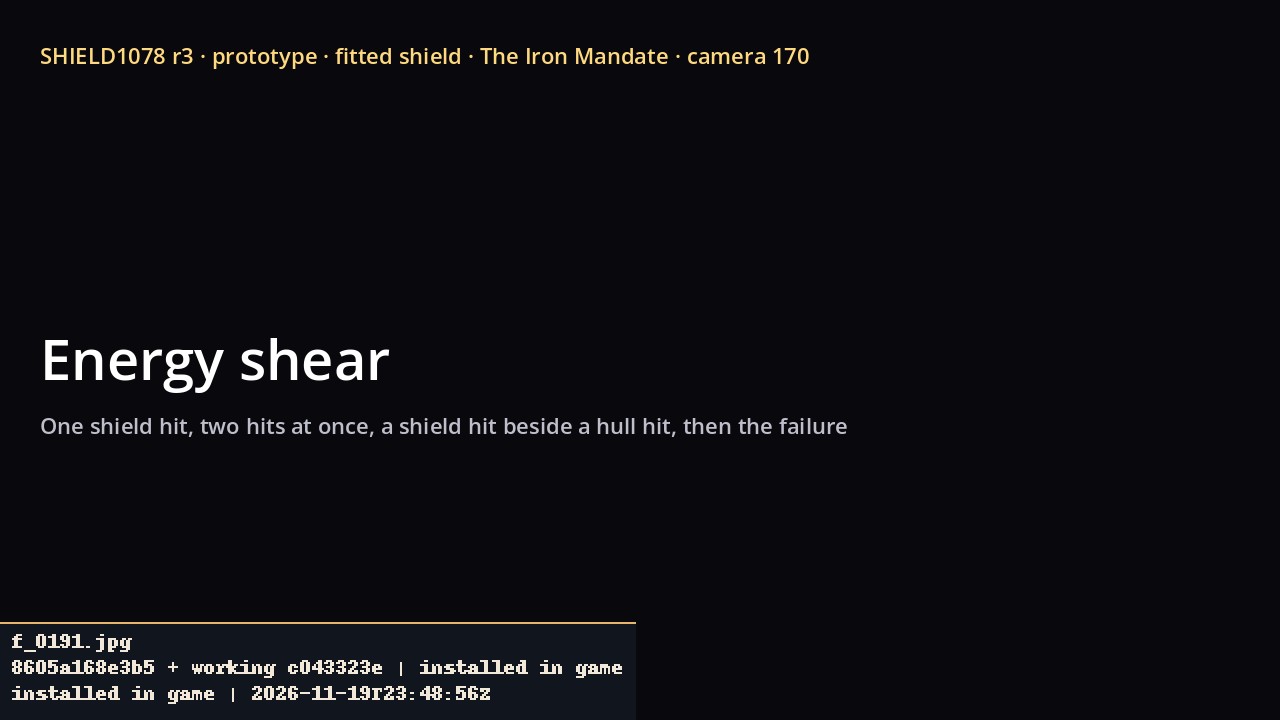 SHIELD1078 r3 · prototype · fitted shield · The Iron Mandate · camera 170
Energy shear
One shield hit, two hits at once, a shield hit beside a hull hit, then the failure
f_0191.jpg
8605a168e3b5 + working c043323e | installed in game
installed in game | 2026-11-19T23:48:56Z